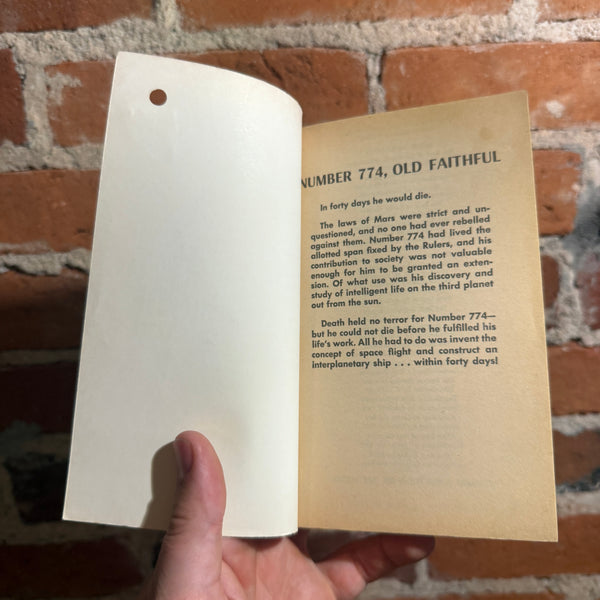 NUMBER 774, OLD FAITHFUL
In forty days he would die.
The laws of Mars were strict and un-
questioned, and no one had ever rebelled
against them. Number 774 had lived the
allotted span fixed by the Rulers, and his
contribution to society was not valuable
enough for him to be granted an exten-
sion. Of what use was his discovery and
study of intelligent life on the third planet
out from the sun.
Death held no terror for Number 774—
but he could not die before he fulfilled his
life's work. All he had to do was invent the
concept of space flight and construct an
interplanetary ship . . . within forty days!